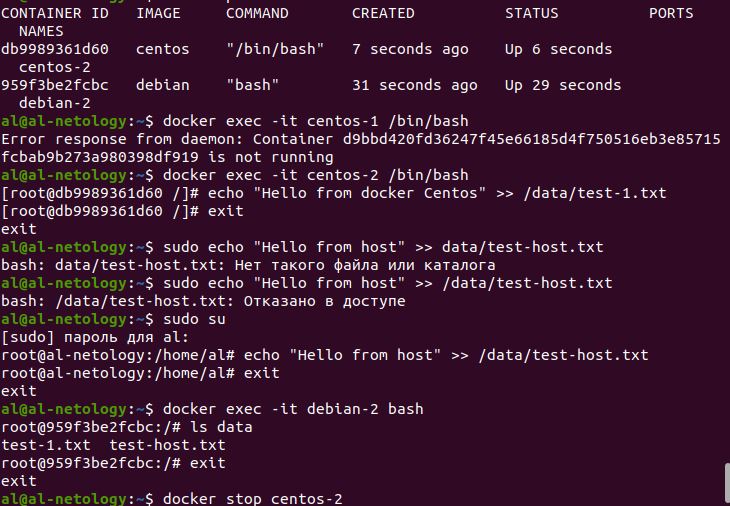 CONTAINER ID   IMAGE     COMMAND       CREATED          STATUS          PORTS
  NAMES
db9989361d60   centos    "/bin/bash"   7 seconds ago    Up 6 seconds
  centos-2
959f3be2fcbc   debian    "bash"        31 seconds ago   Up 29 seconds
  debian-2
al@al-netology:~$ docker exec -it centos-1 /bin/bash
Error response from daemon: Container d9bbd420fd36247f45e66185d4f750516eb3e85715
fcbab9b273a980398df919 is not running
al@al-netology:~$ docker exec -it centos-2 /bin/bash
[root@db9989361d60 /]# echo "Hello from docker Centos" >> /data/test-1.txt
[root@db9989361d60 /]# exit
exit
al@al-netology:~$ sudo echo "Hello from host" >> data/test-host.txt
bash: data/test-host.txt: Нет такого файла или каталога
al@al-netology:~$ sudo echo "Hello from host" >> /data/test-host.txt
bash: /data/test-host.txt: Отказано в доступе
al@al-netology:~$ sudo su
[sudo] пароль для al:
root@al-netology:/home/al# echo "Hello from host" >> /data/test-host.txt
root@al-netology:/home/al# exit
exit
al@al-netology:~$ docker exec -it debian-2 bash
root@959f3be2fcbc:/# ls data
test-1.txt  test-host.txt
root@959f3be2fcbc:/# exit
exit
al@al-netology:~$ docker stop centos-2